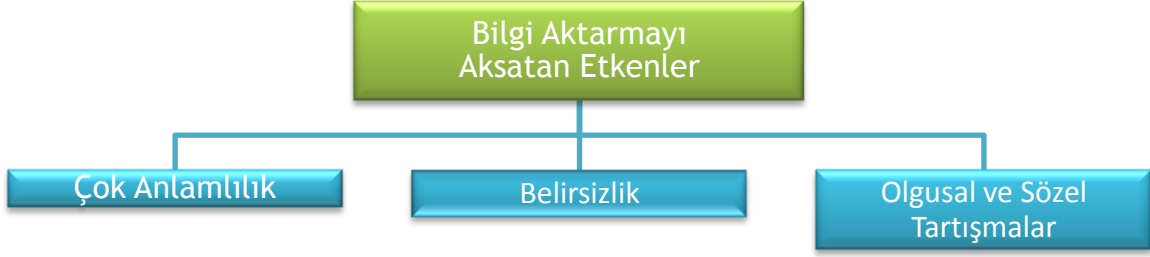 Bilgi Aktarmayı
Aksatan Etkenler
Çok Anlamlılık
Belirsizlik
Olgusal ve Sözel
Tartışmalar